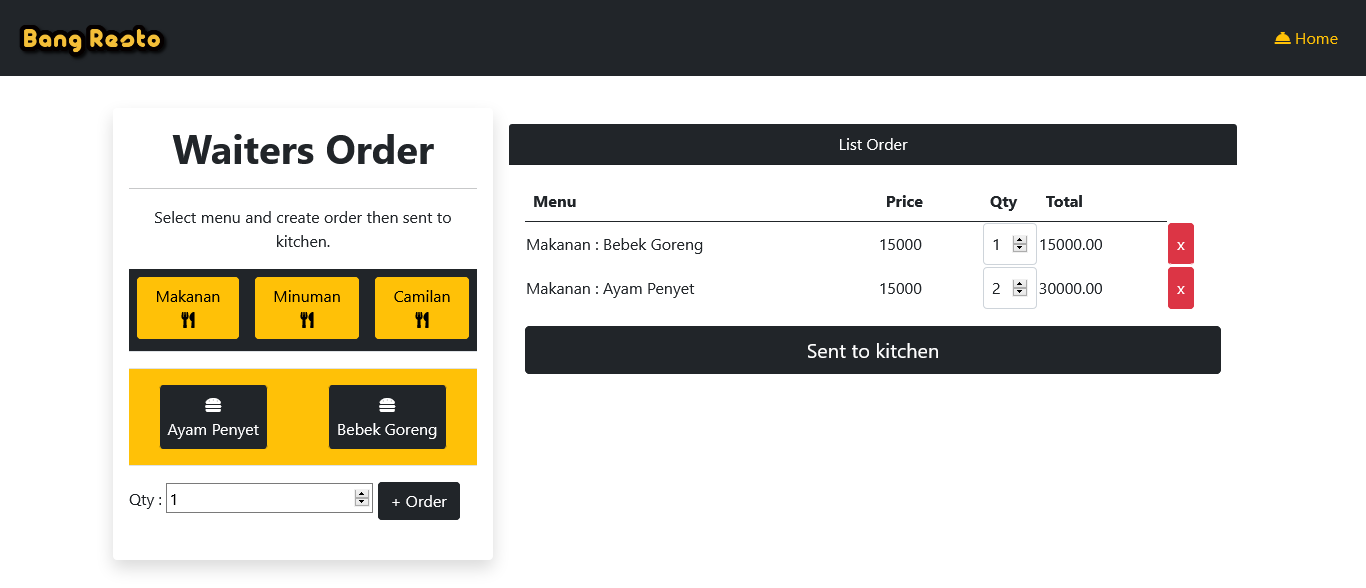 Bang Resto
Home
Waiters Order
Select menu and create order then sent to
kitchen.
Makanan Minuman Camilan
Ayam Penyet Bebek Goreng
Qty : 1 + Order
List Order
Menu Price Qty Total
Makanan : Bebek Goreng 15000 1 15000.00 x
Makanan : Ayam Penyet 15000 2 30000.00 x
Sent to kitchen